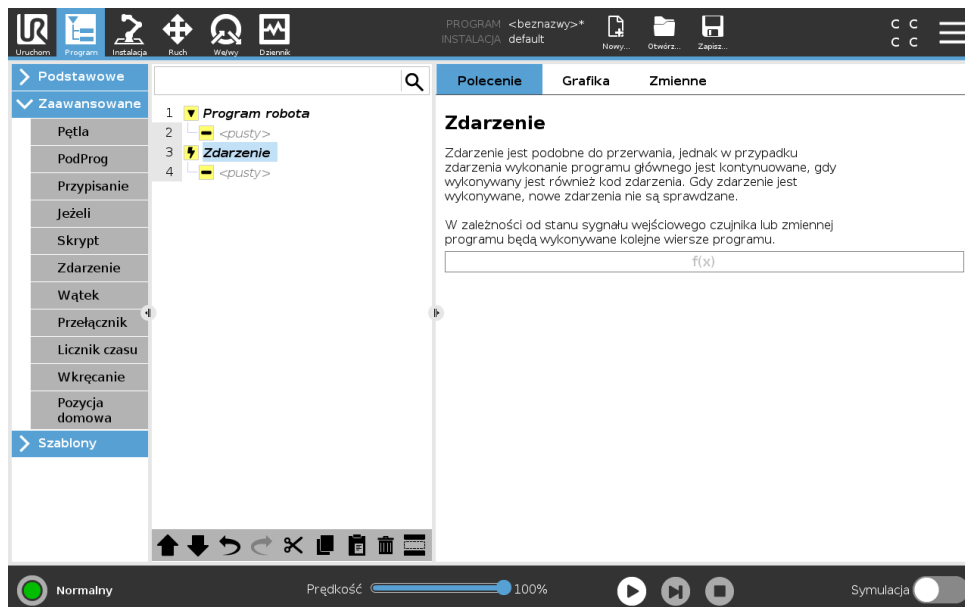 PROGRAM <beznazwy>*
INSTALACJA default
Uruchom Program Instalacja Ruch We/wy Dziennik
Nowy... Otwórz... Zapisz...
C C
C C
Podstawowe
Zaawansowane
Pętla
PodProg
Przypisanie
Jeżeli
Skrypt
Zdarzenie
Wątek
Przełącznik
Licznik czasu
Wkręcanie
Pozycja
domowa
Szablony
1 Program robota
2 <pusty>
3 Zdarzenie
4 <pusty>
Polecenie Grafika Zmienne
Zdarzenie
Zdarzenie jest podobne do przerwania, jednak w przypadku
zdarzenia wykonanie programu głównego jest kontynuowane, gdy
wykonywany jest również kod zdarzenia. Gdy zdarzenie jest
wykonywane, nowe zdarzenia nie są sprawdzane.
W zależności od stanu sygnału wejściowego czujnika lub zmiennej
programu będą wykonywane kolejne wiersze programu.
f(x)
Normalny
Prędkość 100%
Symulacja